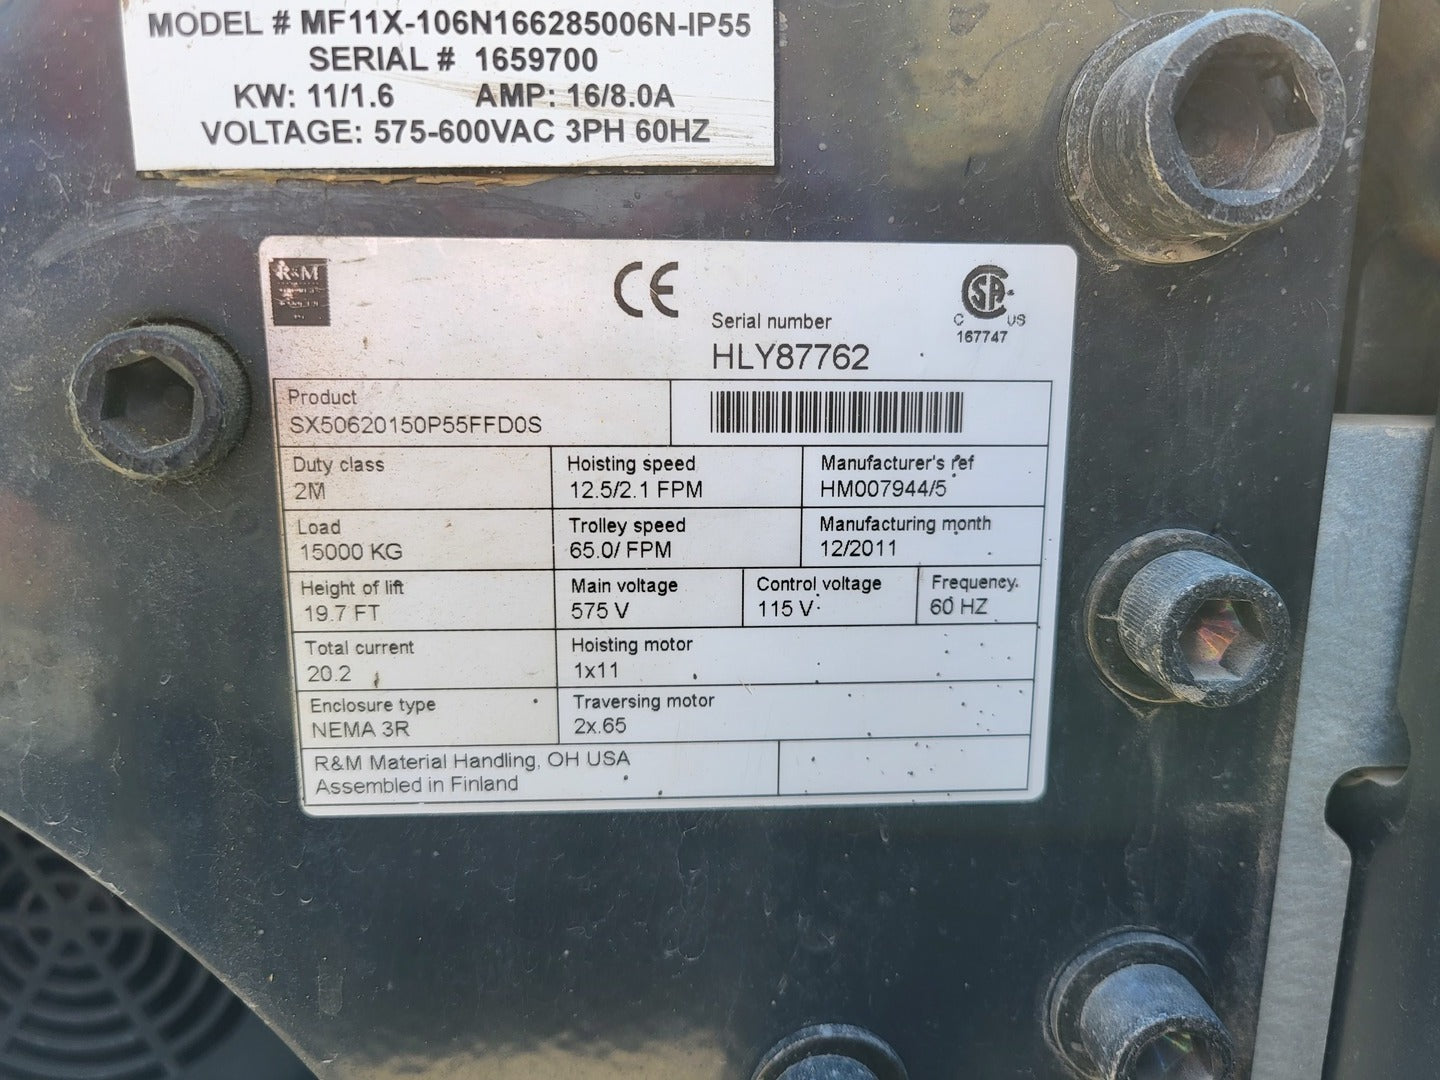 MODEL # MF11X-106N166285006N-IP55
SERIAL # 1659700
KW: 11/1.6 AMP: 16/8.0A
VOLTAGE: 575-600VAC 3PH 60HZ
R&M
CE
Serial number
HLY87762
CSA
C US
167747
Product
SX50620150P55FFD0S
Duty class
2M
Hoisting speed
12.5/2.1 FPM
Manufacturer's ref
HM007944/5
Load
15000 KG
Trolley speed
65.0/ FPM
Manufacturing month
12/2011
Height of lift
19.7 FT
Main voltage
575 V
Control voltage
115 V
Frequency
60 HZ
Total current
20.2
Hoisting motor
1x11
Enclosure type
NEMA 3R
Traversing motor
2x.65
R&M Material Handling, OH USA
Assembled in Finland